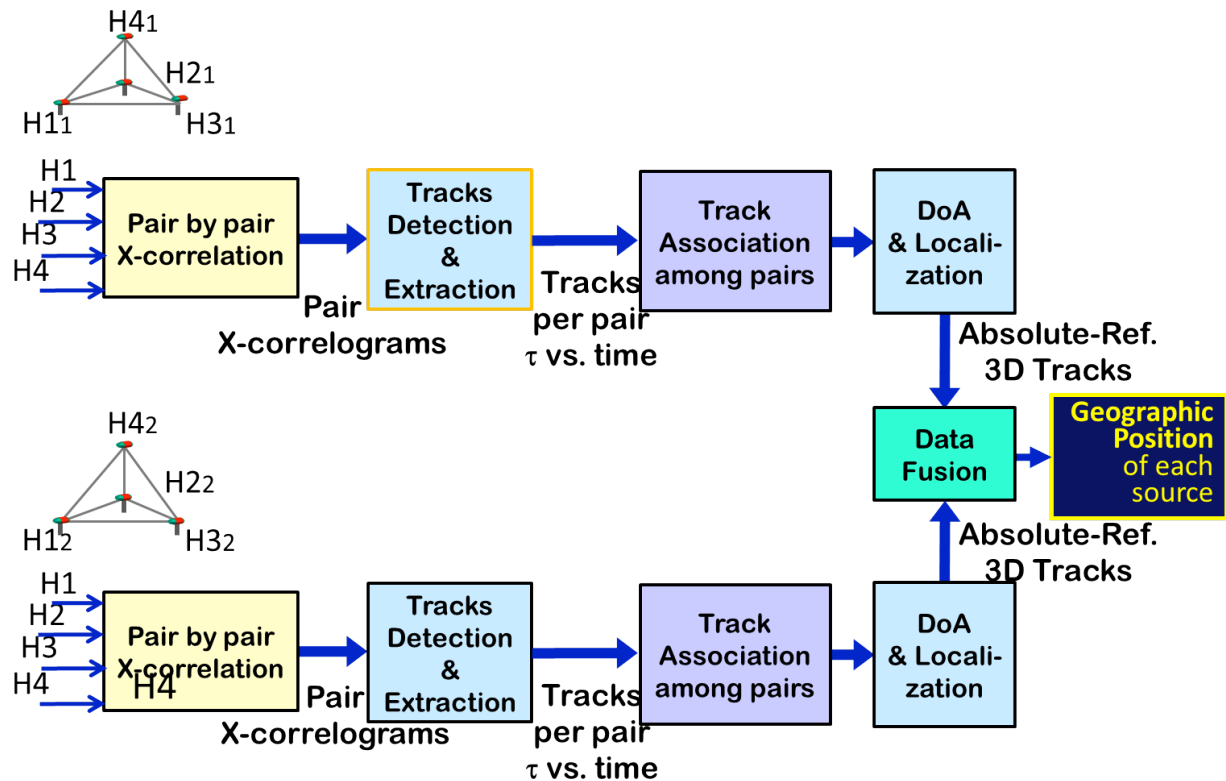 H41
H21
H11
H31
H1
H2
H3
H4
Pair by pair
X-correlation
Pair
X-correlograms
Tracks
Detection
&
Extraction
Tracks
per pair
τ vs. time
Track
Association
among pairs
DoA
& Locali-
zation
Absolute-Ref.
3D Tracks
Data
Fusion
Geographic
Position
of each
source
H42
H22
H12
H32
H1
H2
H3
H4
Pair by pair
X-correlation
H4
Pair
X-correlograms
Tracks
Detection
&
Extraction
Tracks
per pair
τ vs. time
Track
Association
among pairs
DoA
& Locali-
zation
Absolute-Ref.
3D Tracks